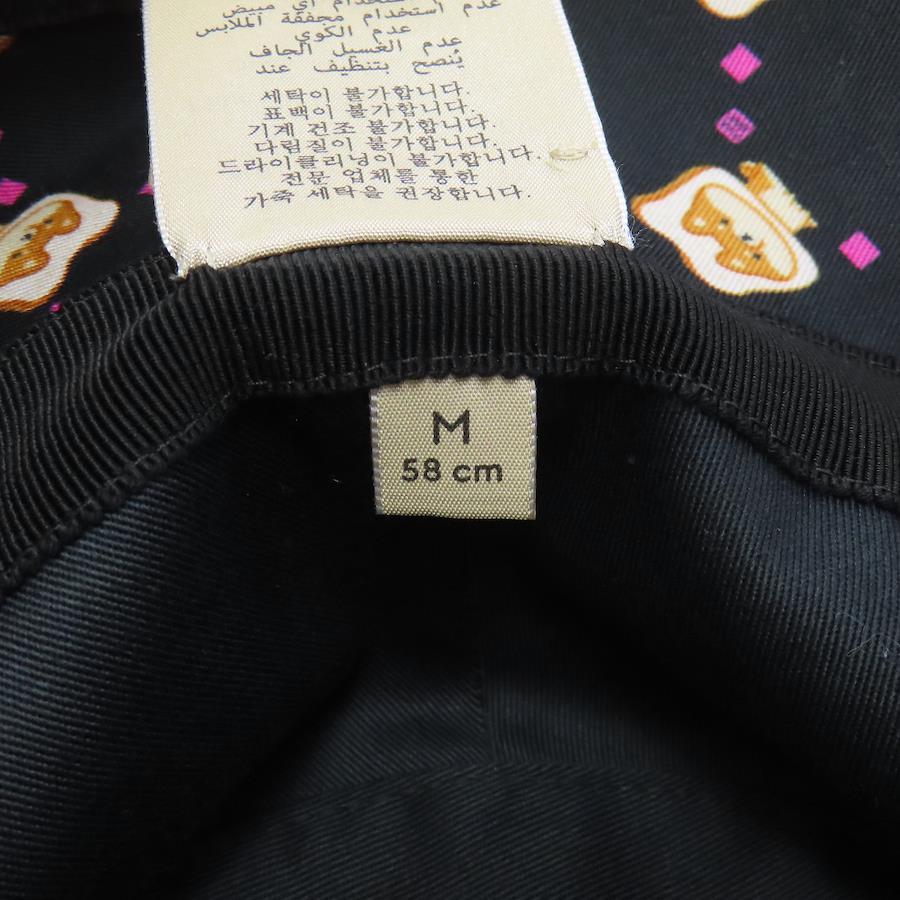 عدم استخدام أي مبيض
عدم استخدام مجففة الملابس
عدم الكوي
عدم الغسيل الجاف
يُنصح بتنظيف عند
세탁이 불가합니다.
표백이 불가합니다.
기계 건조 불가합니다.
다림질이 불가합니다.
드라이클리닝이 불가합니다.
전문 업체를 통한
가죽 세탁을 권장합니다.
M
58 cm